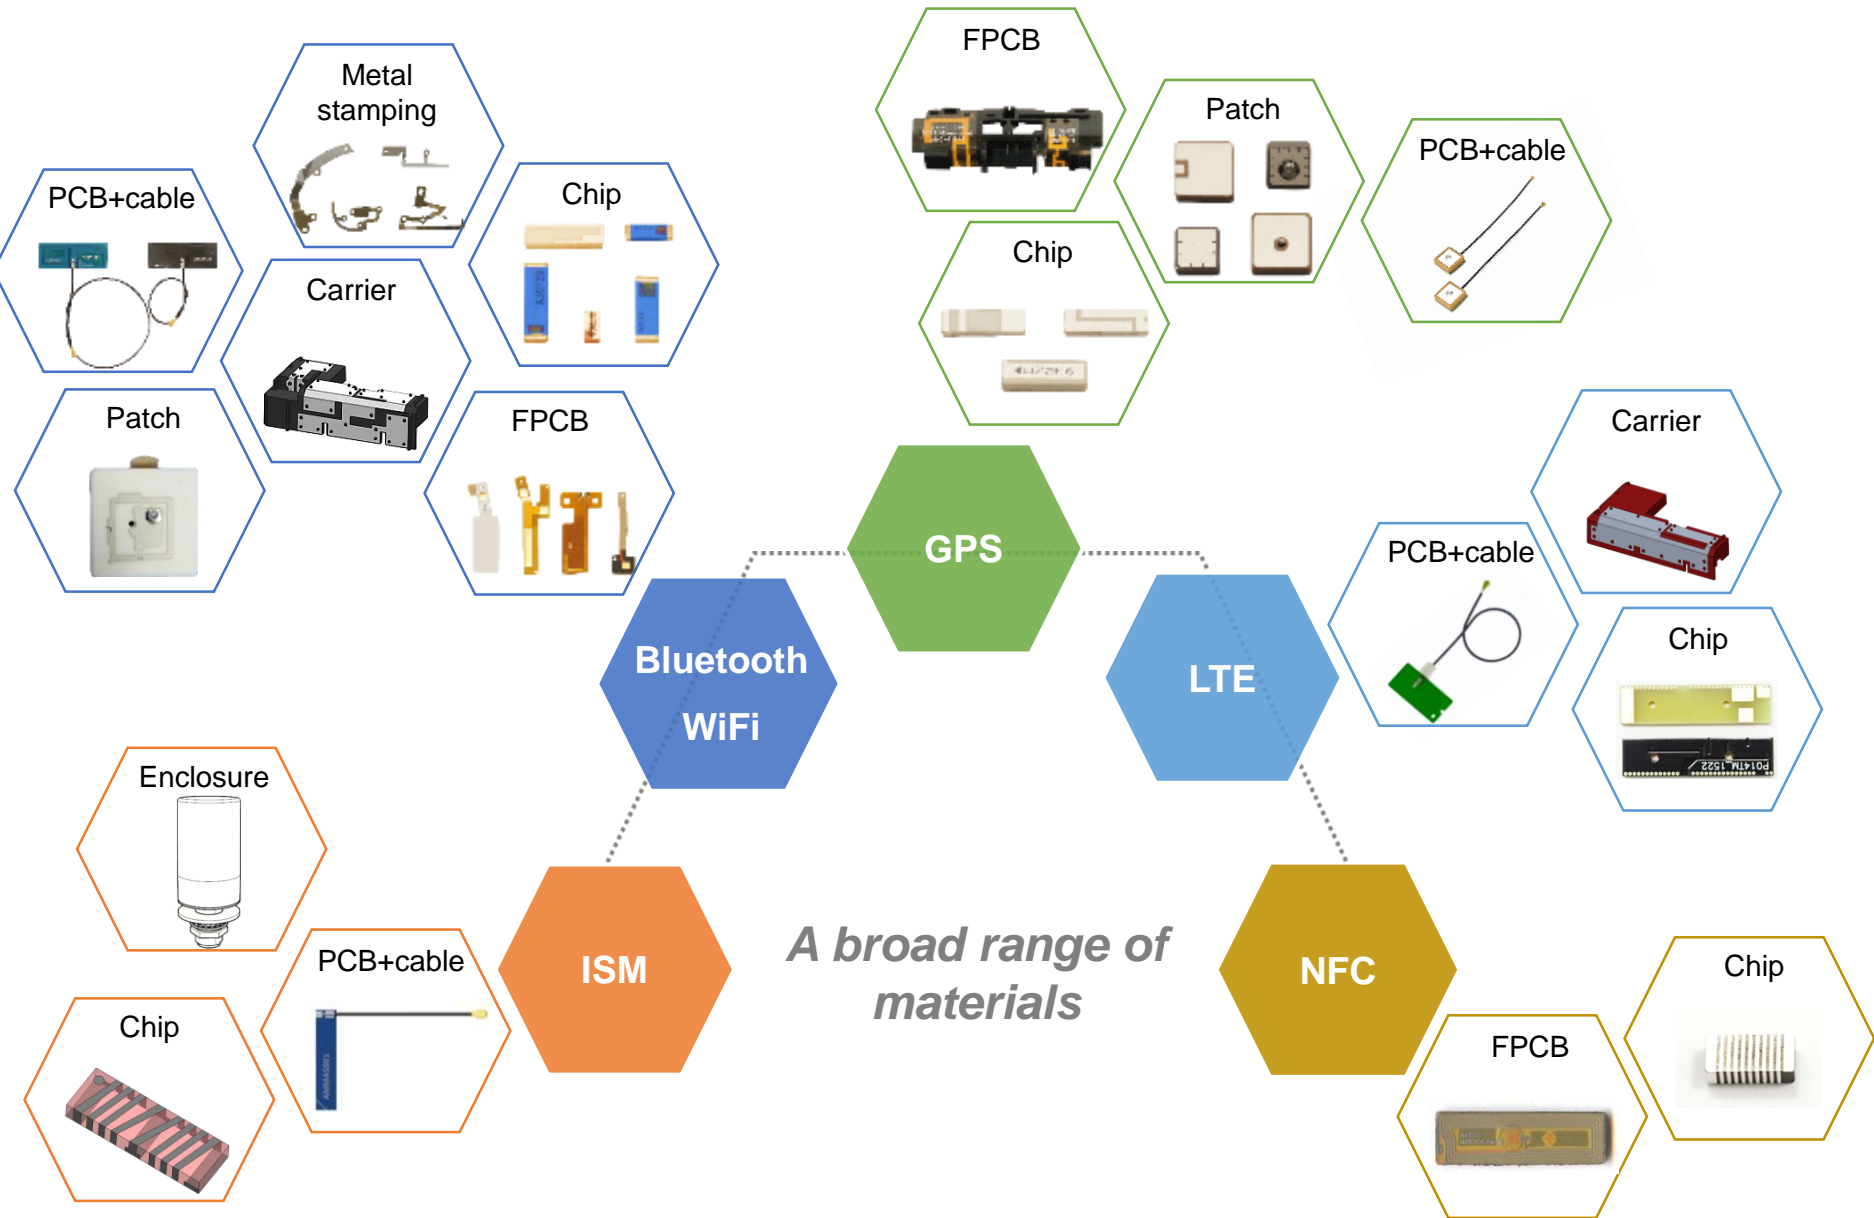 FPCB
Metal
stamping
Patch
PCB+cable
PCB+cable
Chip
Chip
Carrier
Patch
FPCB
Carrier
GPS
PCB+cable
Bluetooth
WiFi
LTE
Chip
P014TM_1522
Enclosure
PCB+cable
ISM
A broad range of
materials
NFC
Chip
Chip
FPCB